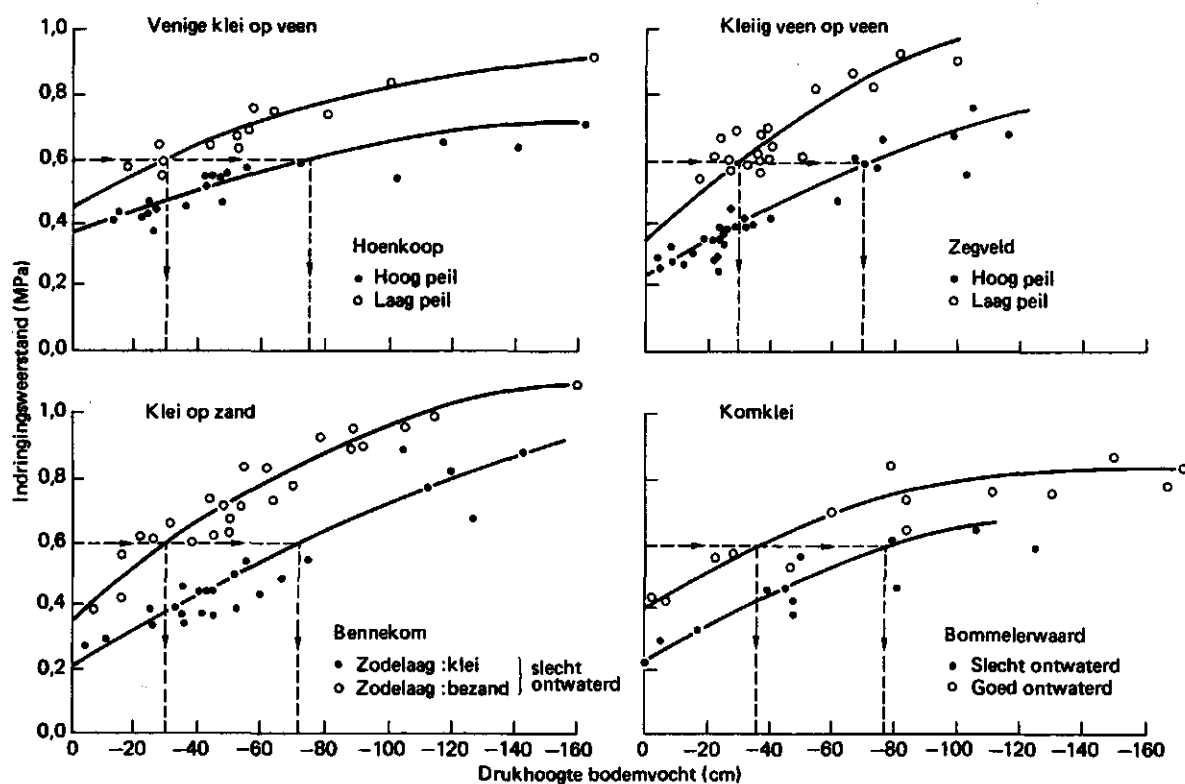 Venige klei op veen
1,0
0,8
0,6
0,4
0,2
0,0
Hoenkoop
• Hoog peil
○ Laag peil
Kleiig veen op veen
Zegveld
• Hoog peil
○ Laag peil
Indringingsweerstand (MPa)
Klei op zand
1,0
0,8
0,6
0,4
0,2
0,0
Bennekom
• Zodelaag : klei
○ Zodelaag : bezand
slecht
ontwaterd
0 −20 −40 −60 −80 −100 −120 −140 −160
Komklei
Bommelerwaard
• Slecht ontwaterd
○ Goed ontwaterd
0 −20 −40 −60 −80 −100 −120 −140 −160
Drukhoogte bodemvocht (cm)